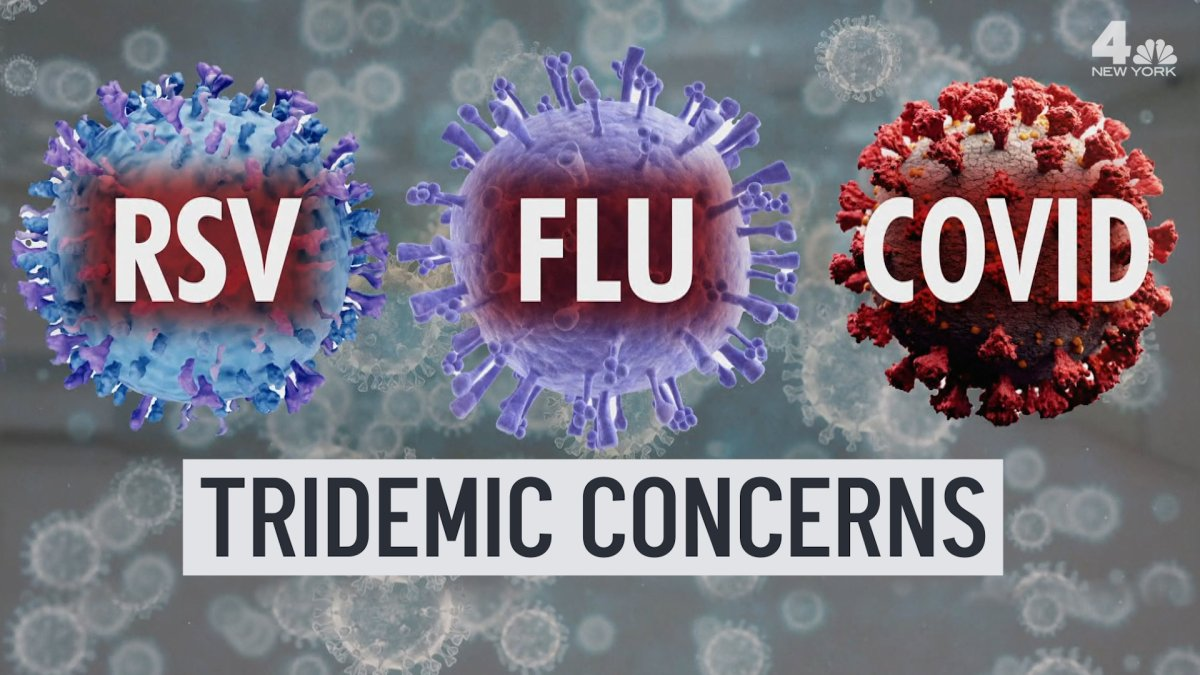 4
NEW YORK
RSV
FLU
COVID
TRIDEMIC CONCERNS